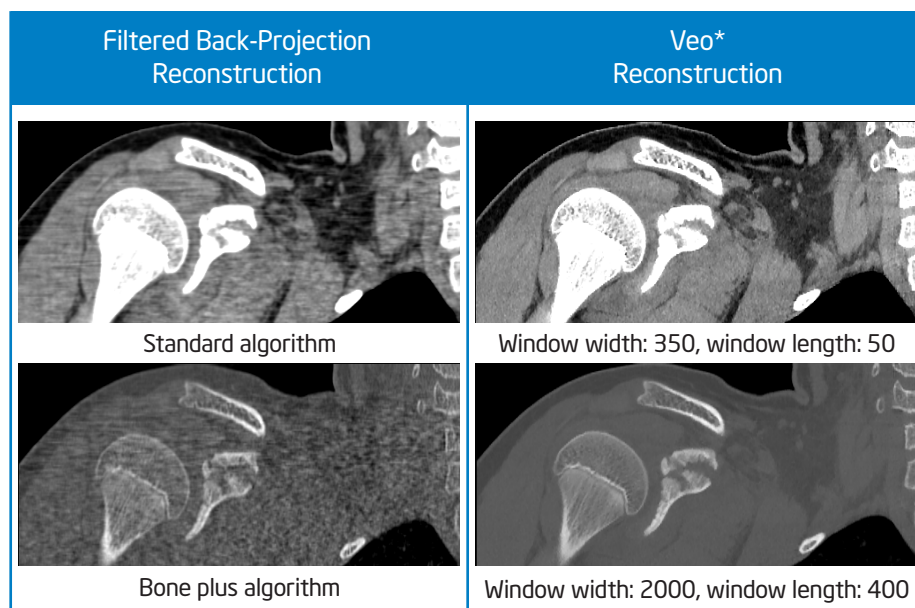 Filtered Back-Projection
Reconstruction
Veo*
Reconstruction
Standard algorithm
Window width: 350, window length: 50
Bone plus algorithm
Window width: 2000, window length: 400